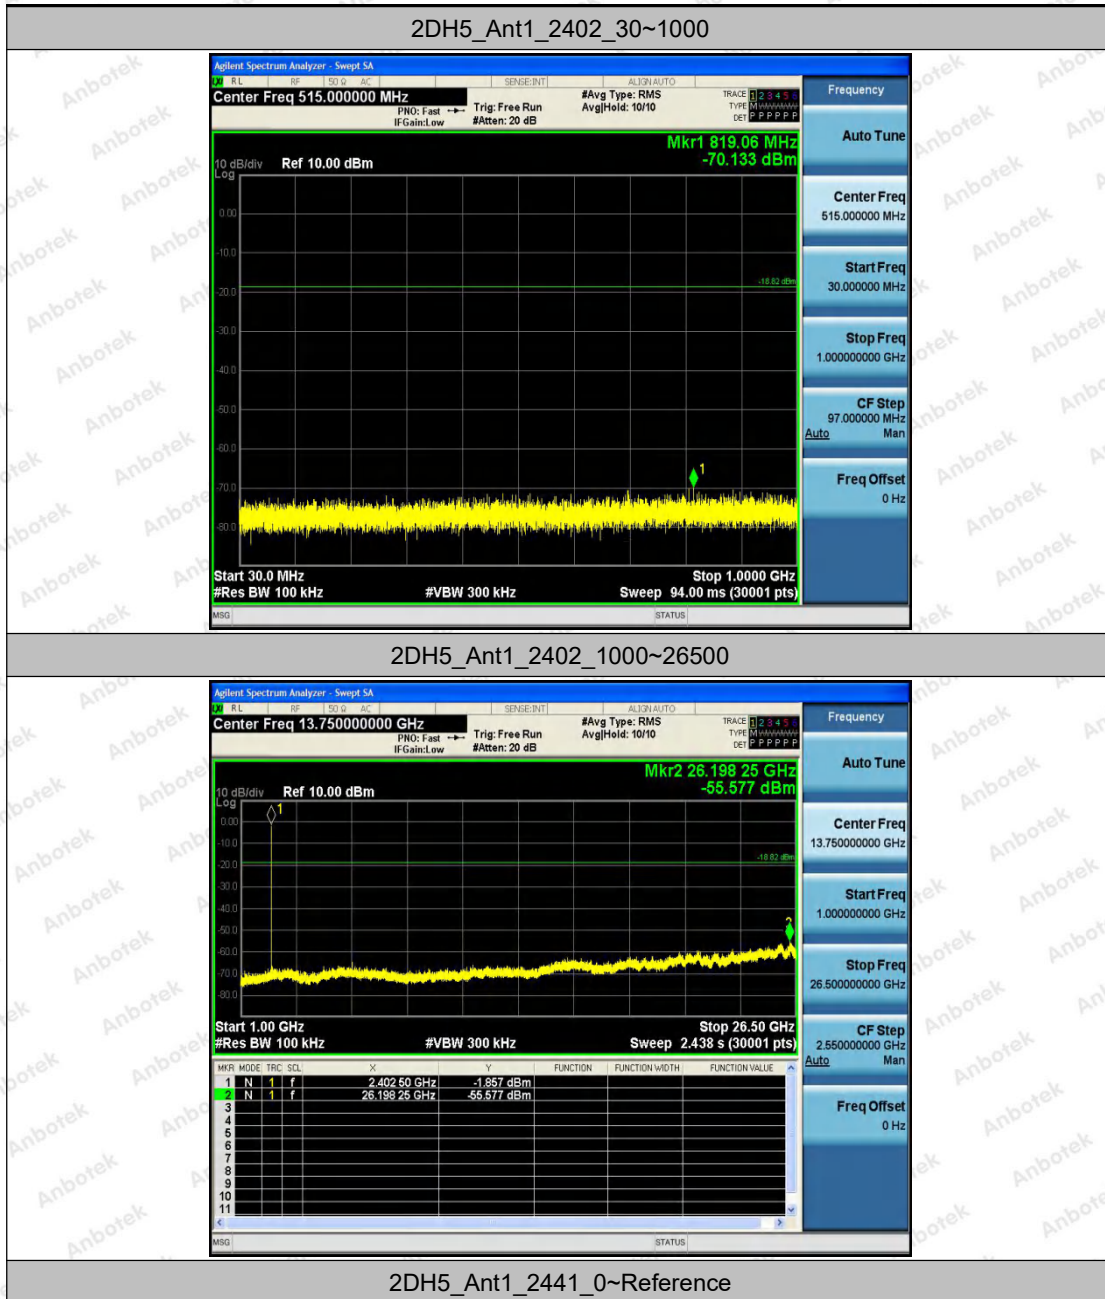 2DH5_Ant1_2402_30~1000
Agilent Spectrum Analyzer - Swept SA
RL RF 50 Ω AC SENSE:INT ALIGN AUTO
Center Freq 515.000000 MHz
PNO: Fast
IFGain:Low
Trig: Free Run
#Atten: 20 dB
#Avg Type: RMS
Avg|Hold: 10/10
TRACE 1 2 3 4 5 6
TYPE M
DET P P P P P P
Mkr1 819.06 MHz
-70.133 dBm
10 dB/div Ref 10.00 dBm
Log
0.00
-10.0
-20.0
-30.0
-40.0
-50.0
-60.0
-70.0
-80.0
-18.82 dBm
1
Start 30.0 MHz Stop 1.0000 GHz
#Res BW 100 kHz #VBW 300 kHz Sweep 94.00 ms (30001 pts)
MSG STATUS
Frequency
Auto Tune
Center Freq
515.000000 MHz
Start Freq
30.000000 MHz
Stop Freq
1.000000000 GHz
CF Step
97.000000 MHz
Auto Man
Freq Offset
0 Hz
2DH5_Ant1_2402_1000~26500
Agilent Spectrum Analyzer - Swept SA
RL RF 50 Ω AC SENSE:INT ALIGN AUTO
Center Freq 13.750000000 GHz
PNO: Fast
IFGain:Low
Trig: Free Run
#Atten: 20 dB
#Avg Type: RMS
Avg|Hold: 10/10
TRACE 1 2 3 4 5 6
TYPE M
DET P P P P P P
Mkr2 26.198 25 GHz
-55.577 dBm
10 dB/div Ref 10.00 dBm
Log
0.00
-10.0
-20.0
-30.0
-40.0
-50.0
-60.0
-70.0
-80.0
1
-18.82 dBm
2
Start 1.00 GHz Stop 26.50 GHz
#Res BW 100 kHz #VBW 300 kHz Sweep 2.438 s (30001 pts)
MKR MODE TRC SCL X Y FUNCTION FUNCTION WIDTH FUNCTION VALUE
1 N 1 f 2.402 50 GHz -1.857 dBm
2 N 1 f 26.198 25 GHz -55.577 dBm
3
4
5
6
7
8
9
10
11
MSG STATUS
Frequency
Auto Tune
Center Freq
13.750000000 GHz
Start Freq
1.000000000 GHz
Stop Freq
26.500000000 GHz
CF Step
2.550000000 GHz
Auto Man
Freq Offset
0 Hz
2DH5_Ant1_2441_0~Reference
Anbotek